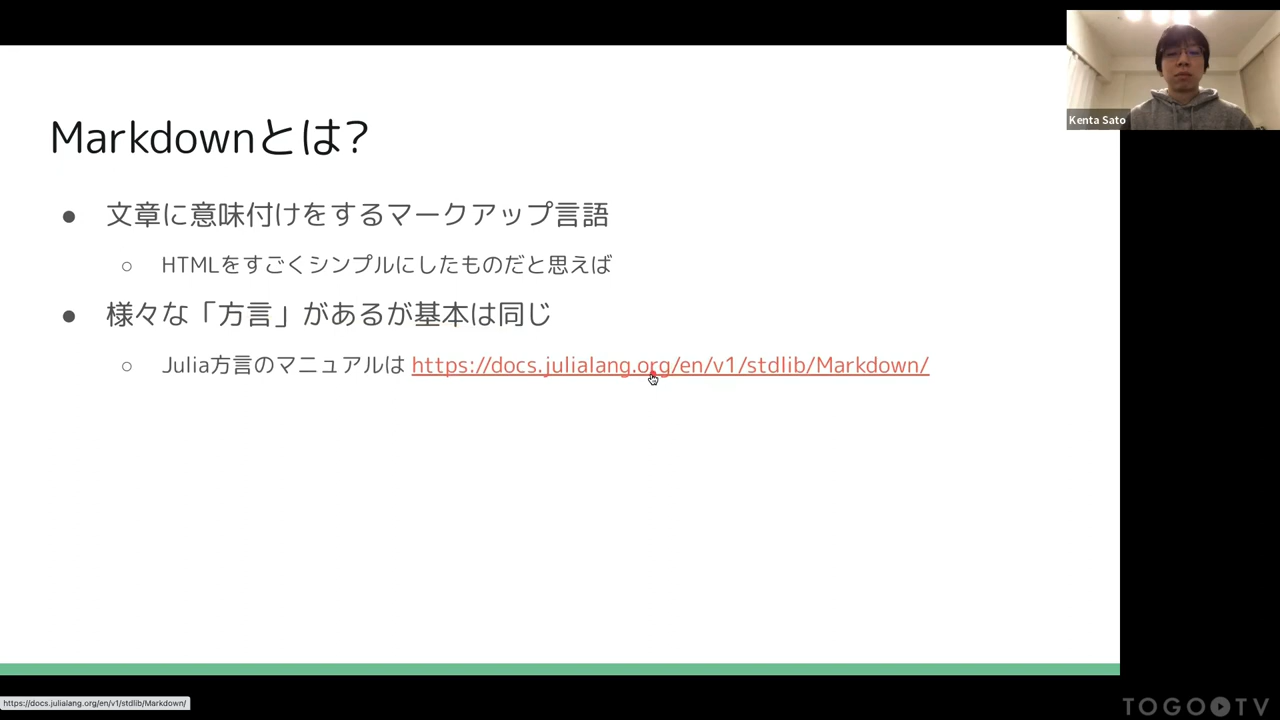 Markdownとは?
● 文章に意味付けをするマークアップ言語
○ HTMLをすごくシンプルにしたものだと思えば
● 様々な「方言」があるが基本は同じ
○ Julia方言のマニュアルは https://docs.julialang.org/en/v1/stdlib/Markdown/
Kenta Sato
https://docs.julialang.org/en/v1/stdlib/Markdown/
TOGO TV